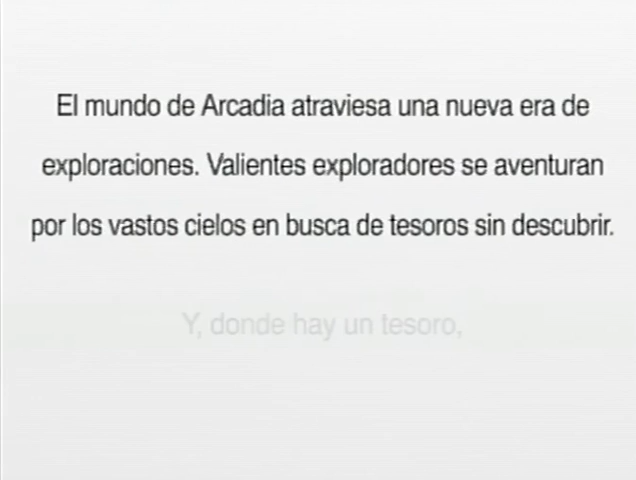 El mundo de Arcadia atraviesa una nueva era de
exploraciones. Valientes exploradores se aventuran
por los vastos cielos en busca de tesoros sin descubrir.
Y, donde hay un tesoro,